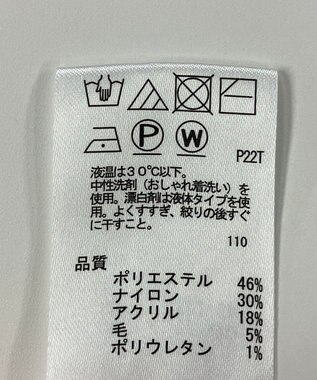 P W
P22T
液温は30℃以下。
中性洗剤（おしゃれ着洗い）を
使用。漂白剤は液体タイプを使
用。よくすすぎ、絞りの後すぐ
に干すこと。
110
品質
ポリエステル 46%
ナイロン 30%
アクリル 18%
毛 5%
ポリウレタン 1%